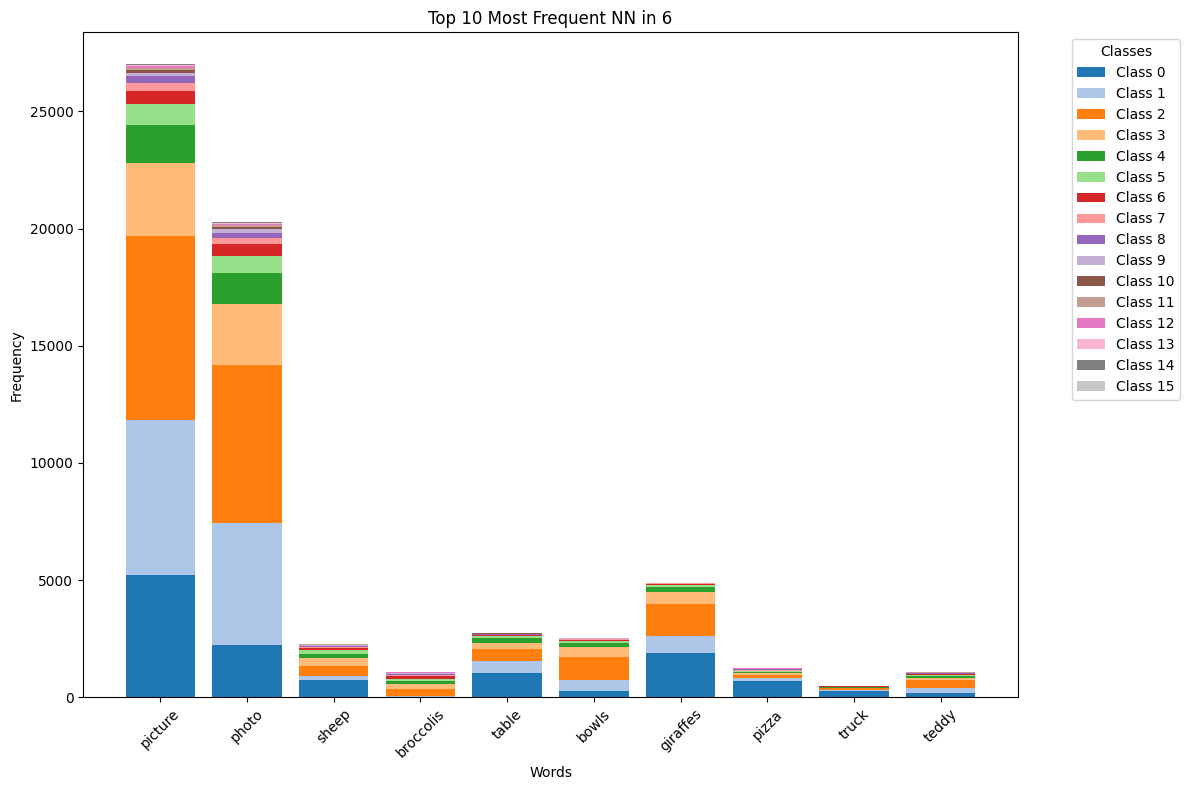 Top 10 Most Frequent NN in 6
Frequency
25000
20000
15000
10000
5000
0
picture
photo
sheep
broccolis
table
bowls
giraffes
pizza
truck
teddy
Words
Classes
Class 0
Class 1
Class 2
Class 3
Class 4
Class 5
Class 6
Class 7
Class 8
Class 9
Class 10
Class 11
Class 12
Class 13
Class 14
Class 15